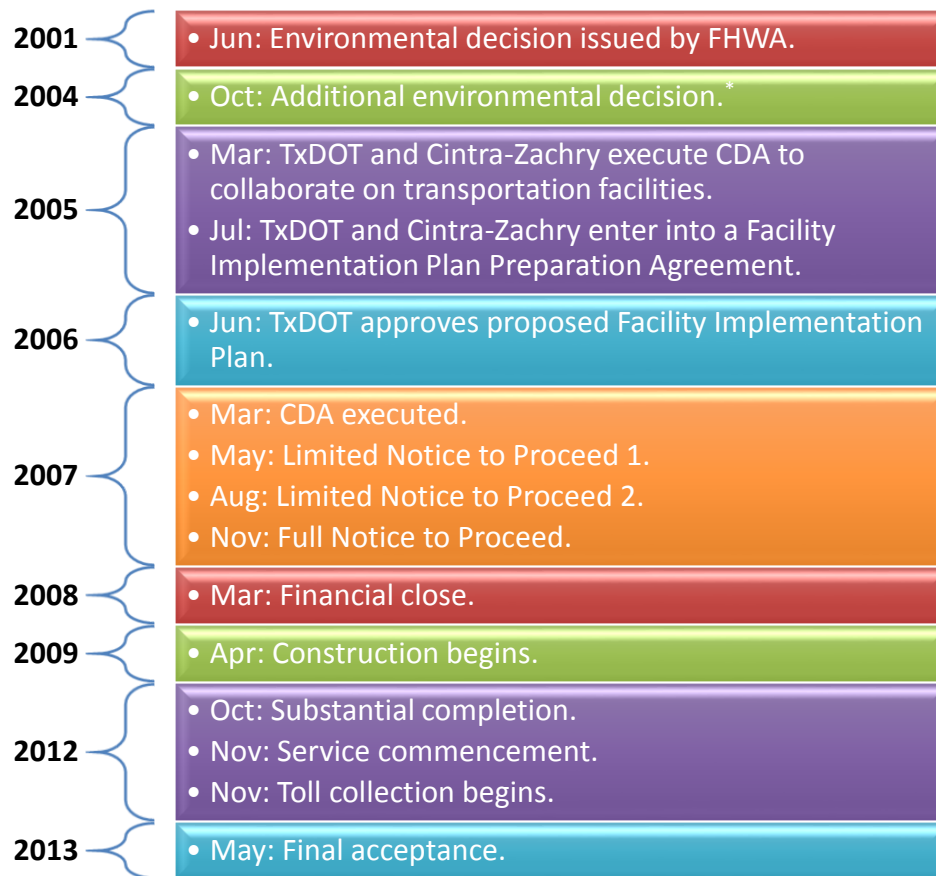 2001
• Jun: Environmental decision issued by FHWA.
2004
• Oct: Additional environmental decision.*
2005
• Mar: TxDOT and Cintra-Zachry execute CDA to
collaborate on transportation facilities.
• Jul: TxDOT and Cintra-Zachry enter into a Facility
Implementation Plan Preparation Agreement.
2006
• Jun: TxDOT approves proposed Facility Implementation
Plan.
2007
• Mar: CDA executed.
• May: Limited Notice to Proceed 1.
• Aug: Limited Notice to Proceed 2.
• Nov: Full Notice to Proceed.
2008
• Mar: Financial close.
2009
• Apr: Construction begins.
2012
• Oct: Substantial completion.
• Nov: Service commencement.
• Nov: Toll collection begins.
2013
• May: Final acceptance.